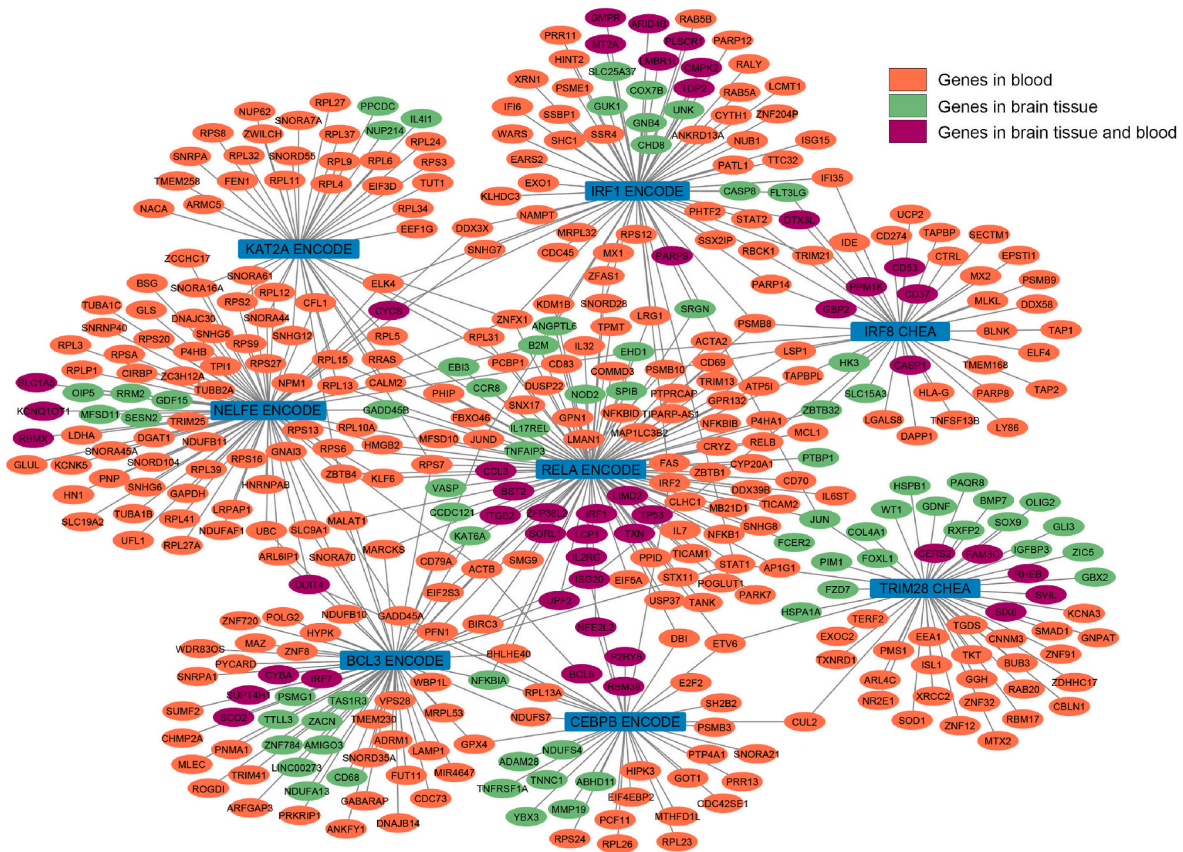 GMPR
ARID4B
RAB5B
PRR11
MT2A
PLSCR1
PARP12
HINT2
LMBR1L
CMPK2
RALY
SLC25A37
XRN1
PSME1
COX7B
TDP2
RAB5A
LCMT1
IFI6
SSBP1
GUK1
UNK
CYTH1
ZNF204P
WARS
SHC1
SSR4
GNB4
ANKRD13A
NUB1
ISG15
CHD8
EARS2
PATL1
TTC32
EXO1
IRF1 ENCODE
CASP8
FLT3LG
IFI35
KLHDC3
NAMPT
PHTF2
STAT2
DTX3L
Genes in blood
Genes in brain tissue
Genes in brain tissue and blood
NUP62
RPL27
PPCDC
IL4I1
RPS8
ZWILCH
SNORA7A
RPL37
NUP214
RPL24
SNRPA
RPL32
SNORD55
RPL9
RPL6
RPS3
TMEM258
FEN1
RPL11
RPL4
EIF3D
TUT1
NACA
ARMC5
RPL34
EEF1G
KAT2A ENCODE
DDX3X
SNHG7
MRPL32
CDC45
RPS12
MX1
PARP9
SSX2IP
RBCK1
TRIM21
IDE
PARP14
UCP2
CD274
TAPBP
SECTM1
CD53
CTRL
EPSTI1
PPM1K
CD37
MX2
PSMB9
GBP2
MLKL
DDX58
IRF8 CHEA
BLNK
TAP1
ELF4
CASP1
TMEM168
TAP2
HLA-G
PARP8
LGALS8
TNFSF13B
LY86
DAPP1
HK3
SLC15A3
ZBTB32
PSMB8
LSP1
TAPBPL
ZCCHC17
BSG
SNORA61
SNORA16A
RPL12
TUBA1C
GLS
RPS2
CFL1
ELK4
DNAJC30
SNORA44
CYCS
SNRNP40
RPS20
SNHG5
SNHG12
RPL3
P4HB
RPS9
RPL5
RPSA
TPI1
RPS27
RPL15
RRAS
RPLP1
CIRBP
ZC3H12A
NPM1
RPL13
CALM2
SLC1A5
OIP5
RRM2
GDF15
TUBB2A
KCNQ1OT1
MFSD11
SESN2
NELFE ENCODE
GADD45B
RBMX
TRIM25
LDHA
DGAT1
NDUFB11
RPS13
RPL10A
SNORA45A
GNAI3
RPS6
HMGB2
GLUL
KCNK5
SNORD104
RPS16
ZBTB4
KLF6
PNP
SNHG6
RPL39
HNRNPAB
HN1
GAPDH
LRPAP1
SLC19A2
TUBA1B
RPL41
NDUFAF1
UBC
SLC9A1
UFL1
RPL27A
MALAT1
ARL6IP1
SNORA70
MARCKS
DDIT4
ZFAS1
KDM1B
SNORD28
ZNFX1
ANGPTL6
TPMT
LRG1
SRGN
RPL31
B2M
IL32
ACTA2
PCBP1
CD83
EHD1
CD69
EBI3
COMMD3
PSMB10
TRIM13
ATP5I
CCR8
DUSP22
SPIB
PTPRCAP
GPR132
PHIP
SNX17
NOD2
NFKBID
TIPARP-AS1
FBXO46
GPN1
NFKBIB
P4HA1
IL17REL
MAP1LC3B2
MCL1
MFSD10
JUND
LMAN1
CRYZ
RELB
TNFAIP3
CYP20A1
PTBP1
RPS7
CCL3
RELA ENCODE
FAS
ZBTB1
CD70
VASP
BST2
IRF2
DDX39B
IL6ST
LIMD2
CLHC1
TICAM2
CCDC121
ITGB2
ZFP36L2
IRF1
TP53
MB21D1
JUN
KAT6A
SORL1
LCP1
TXN
IL7
NFKB1
SNHG8
FCER2
CD79A
SMG9
IL2RG
PPID
TICAM1
STAT1
AP1G1
ACTB
ISG20
EIF5A
STX11
POGLUT1
PARK7
EIF2S3
UPF2
USP37
TANK
NFE2L2
DBI
ETV6
HSPB1
PAQR8
WT1
GDNF
BMP7
OLIG2
COL4A1
RXFP2
SOX9
GLI3
PIM1
FOXL1
CERS2
FAM3C
IGFBP3
ZIC5
FZD7
TRIM28 CHEA
RHEB
GBX2
HSPA1A
SVIL
SIX6
KCNA3
TERF2
TGDS
SMAD1
GNPAT
EXOC2
EEA1
CNNM3
ZNF91
TXNRD1
PMS1
TKT
BUB3
ISL1
ZDHHC17
ARL4C
GGH
RAB20
NR2E1
XRCC2
ZNF32
CBLN1
SOD1
RBM17
ZNF12
MTX2
CUL2
NDUFB10
GADD45A
ZNF720
POLG2
HYPK
PFN1
BIRC3
MAZ
ZNF8
WDR83OS
PYCARD
BCL3 ENCODE
BHLHE40
SNRPA1
CYBA
IRF7
NFKBIA
WBP1L
RPL13A
SUPT4H1
PSMG1
TAS1R3
VPS28
SUMF2
SCO2
TTLL3
ZACN
TMEM230
MRPL53
NDUFS7
CHMP2A
PNMA1
ZNF784
AMIGO3
ADRM1
LAMP1
GPX4
MLEC
TRIM41
LINC00273
SNORD35A
MIR4647
ROGDI
CD68
FUT11
NDUFA13
GABARAP
CDC73
ARFGAP3
PRKRIP1
ANKFY1
DNAJB14
P2RY8
BCL6
RBM39
E2F2
SH2B2
CEBPB ENCODE
PSMB3
NDUFS4
PTP4A1
SNORA21
ADAM28
HIPK3
TNNC1
ABHD11
GOT1
PRR13
TNFRSF1A
EIF4EBP2
CDC42SE1
MMP19
YBX3
PCF11
MTHFD1L
RPS24
RPL26
RPL23